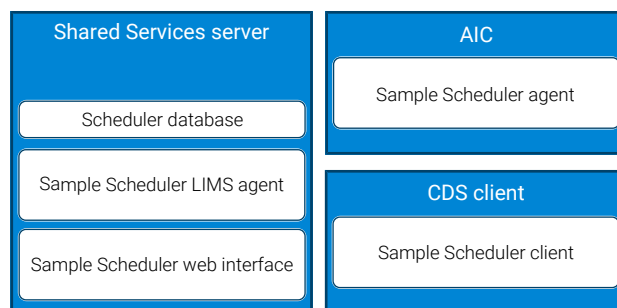 Shared Services server
Scheduler database
Sample Scheduler LIMS agent
Sample Scheduler web interface
AIC
Sample Scheduler agent
CDS client
Sample Scheduler client